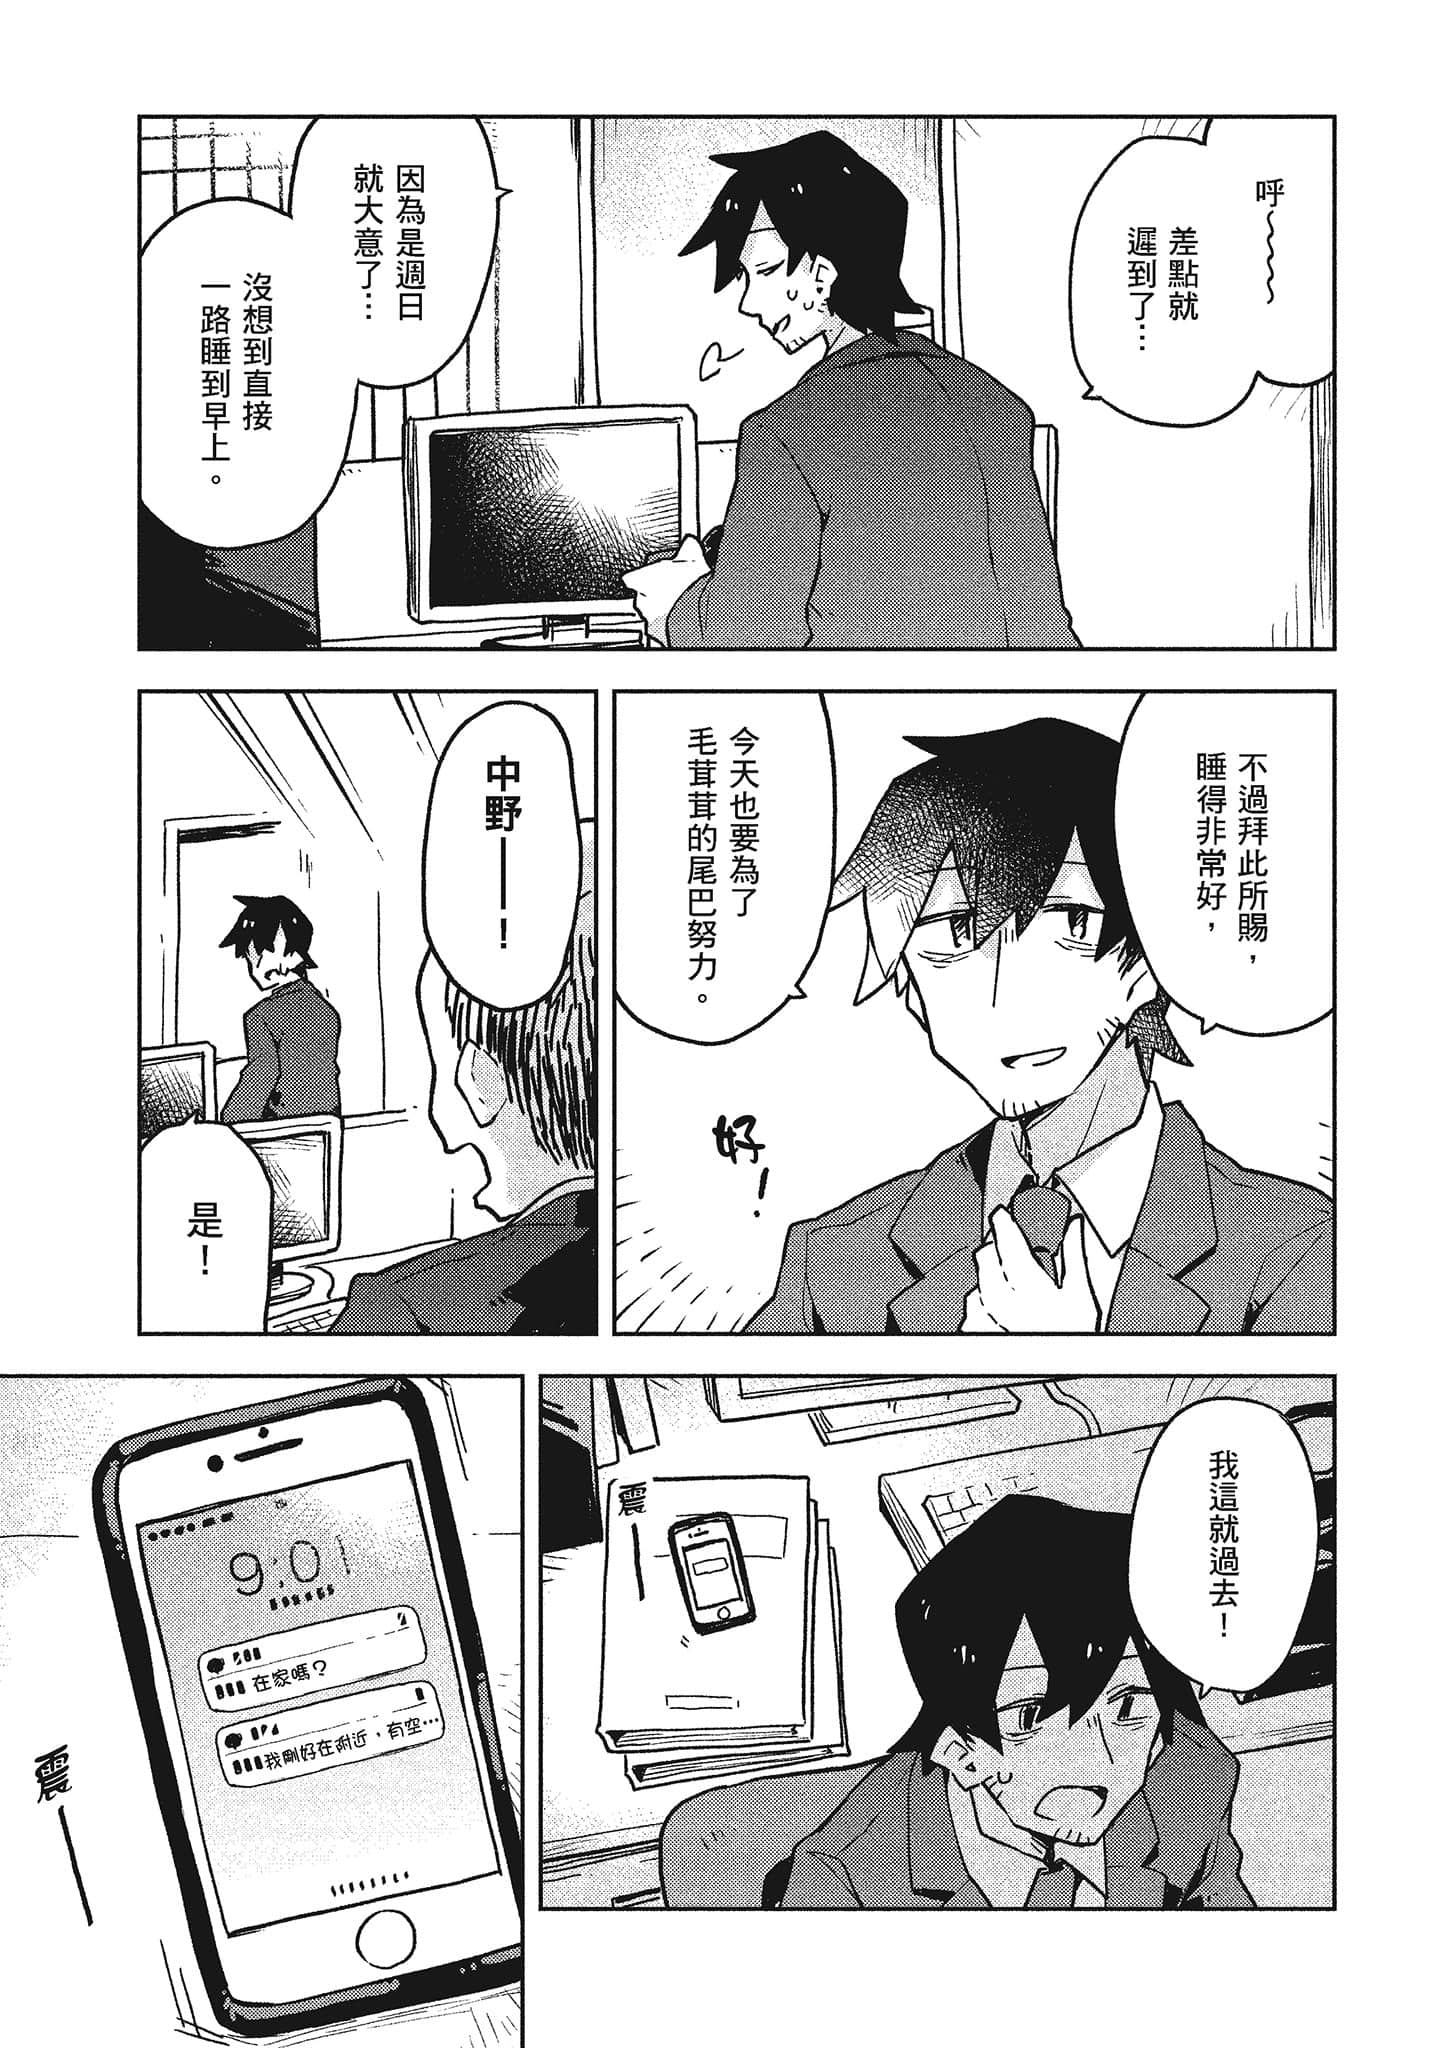 呼～～～
差點就
遲到了…
因為是週日
就大意了…
沒想到直接
一路睡到早上。
不過拜此所賜，
睡得非常好，
今天也要為了
毛茸茸的尾巴努力。
好！
中野——！
是！
我這就過去！
震—
9:01
在家嗎？
我剛好在附近，有空…
震—